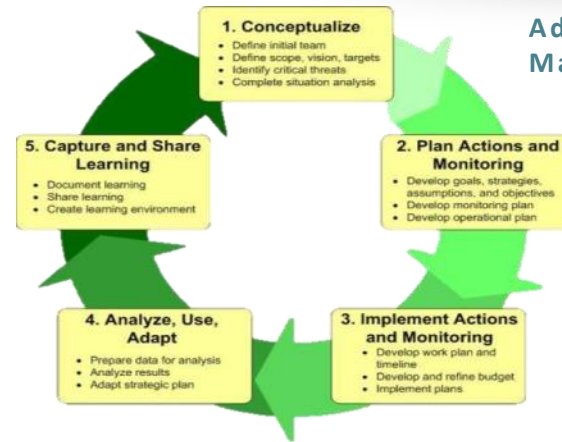 Ad
Ma
1. Conceptualize
• Define initial team
• Define scope, vision, targets
• Identify critical threats
• Complete situation analysis
2. Plan Actions and
Monitoring
• Develop goals, strategies,
assumptions, and objectives
• Develop monitoring plan
• Develop operational plan
3. Implement Actions
and Monitoring
• Develop work plan and
timeline
• Develop and refine budget
• Implement plans
4. Analyze, Use,
Adapt
• Prepare data for analysis
• Analyze results
• Adapt strategic plan
5. Capture and Share
Learning
• Document learning
• Share learning
• Create learning environment